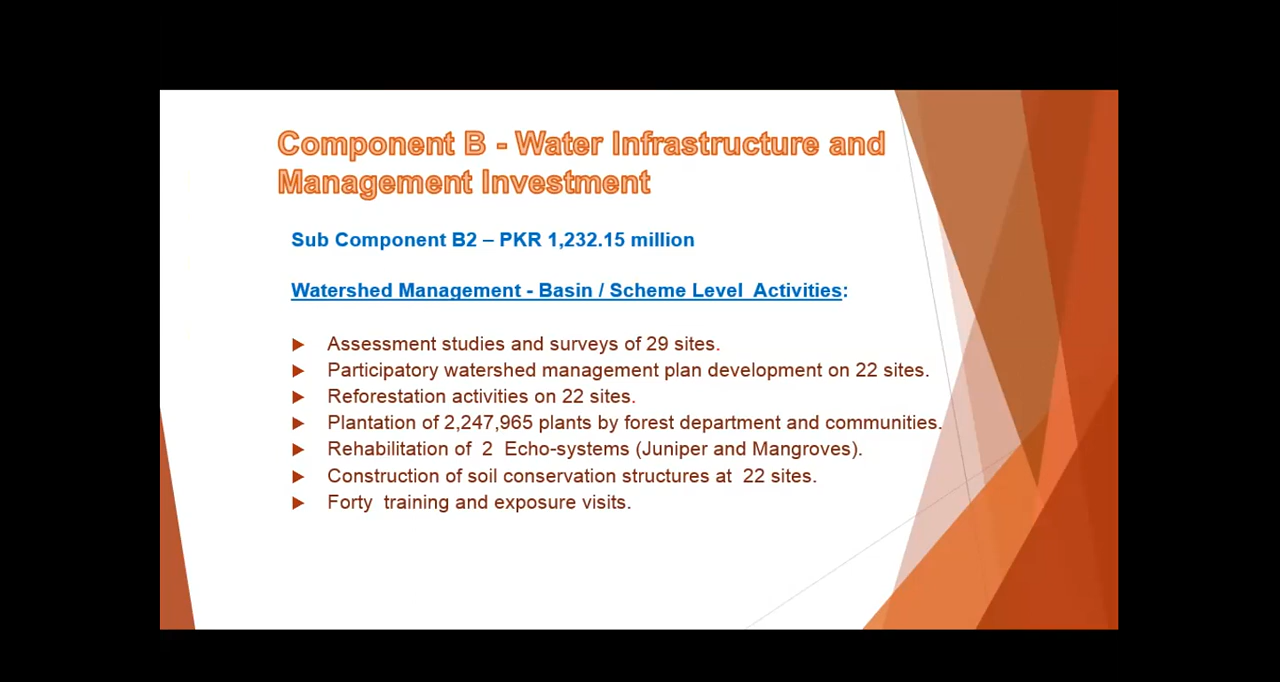 Component B - Water Infrastructure and
Management Investment
Sub Component B2 – PKR 1,232.15 million
Watershed Management - Basin / Scheme Level  Activities:
Assessment studies and surveys of 29 sites.
Participatory watershed management plan development on 22 sites.
Reforestation activities on 22 sites.
Plantation of 2,247,965 plants by forest department and communities.
Rehabilitation of  2  Echo-systems (Juniper and Mangroves).
Construction of soil conservation structures at  22 sites.
Forty  training and exposure visits.